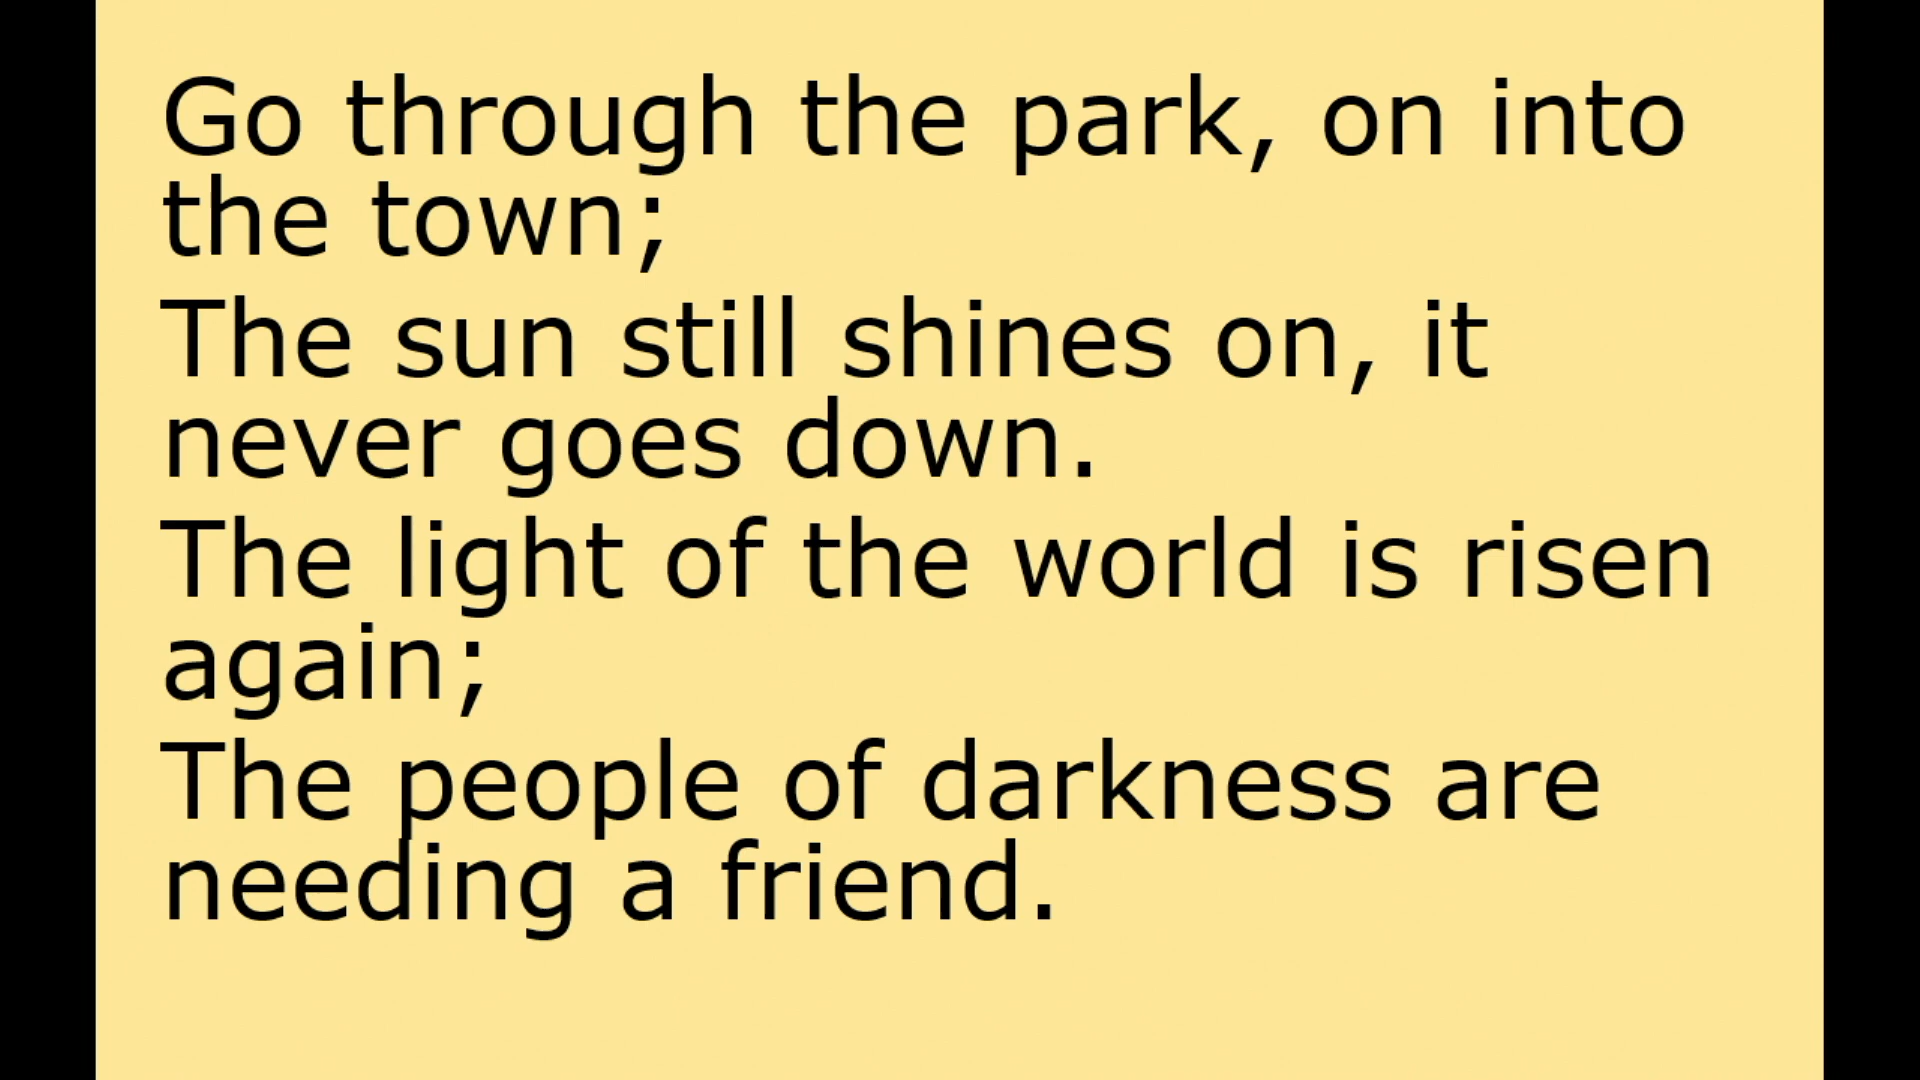 Go through the park, on into
the town;
The sun still shines on, it
never goes down.
The light of the world is risen
again;
The people of darkness are
needing a friend.